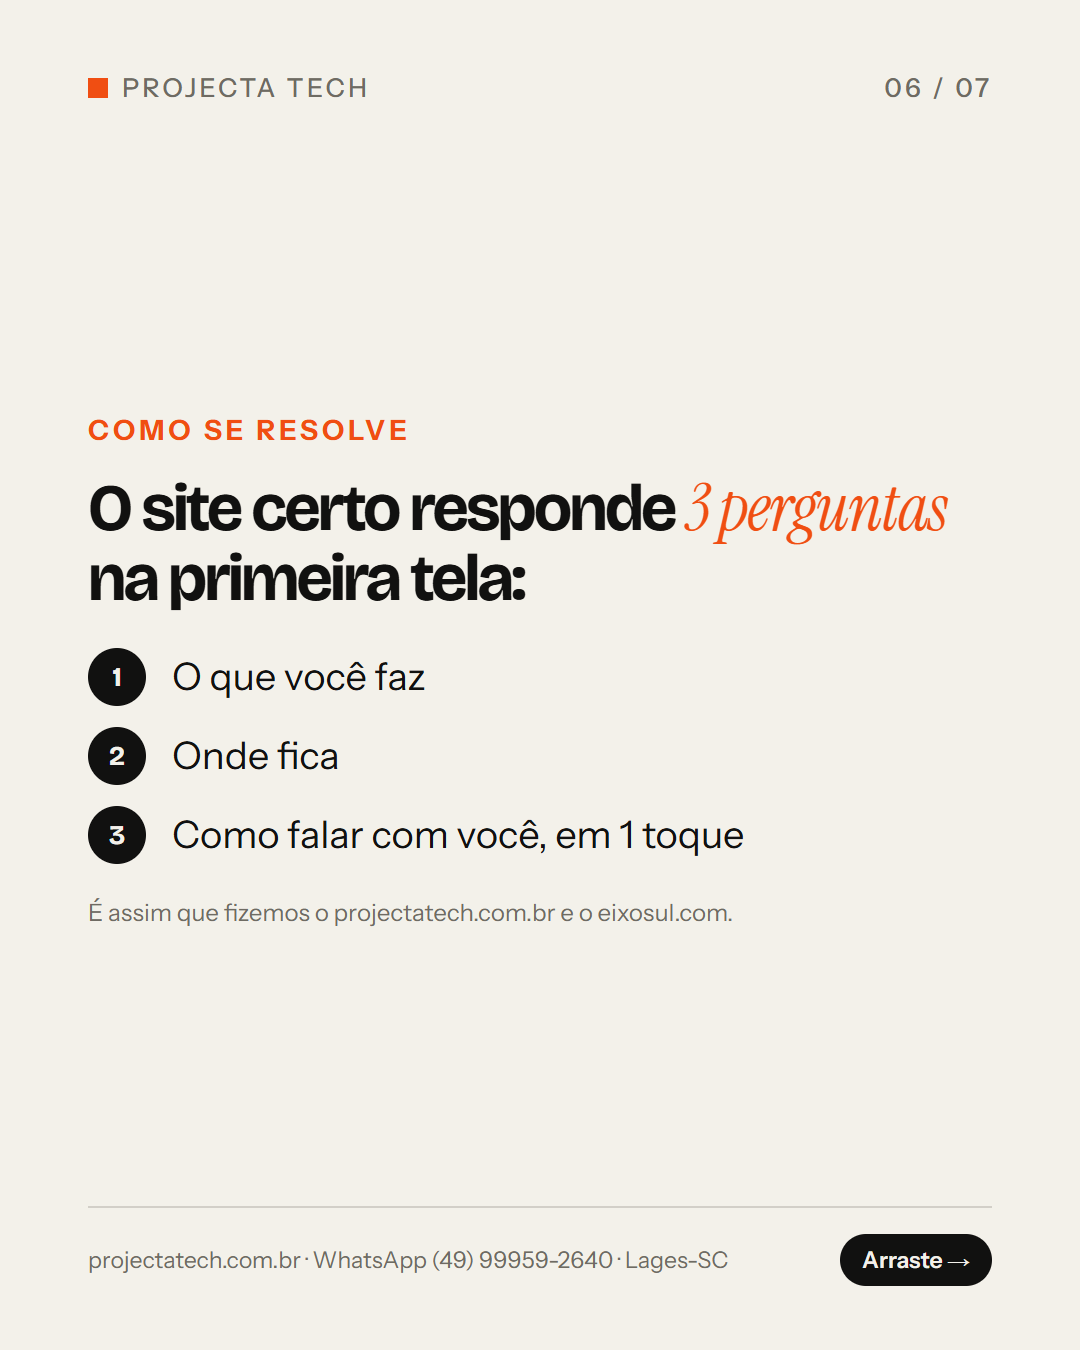 PROJECTA TECH
06 / 07
COMO SE RESOLVE
O site certo responde 3 perguntas
na primeira tela:
1 O que você faz
2 Onde fica
3 Como falar com você, em 1 toque
É assim que fizemos o projectatech.com.br e o eixosul.com.
projectatech.com.br · WhatsApp (49) 99959-2640 · Lages-SC
Arraste →